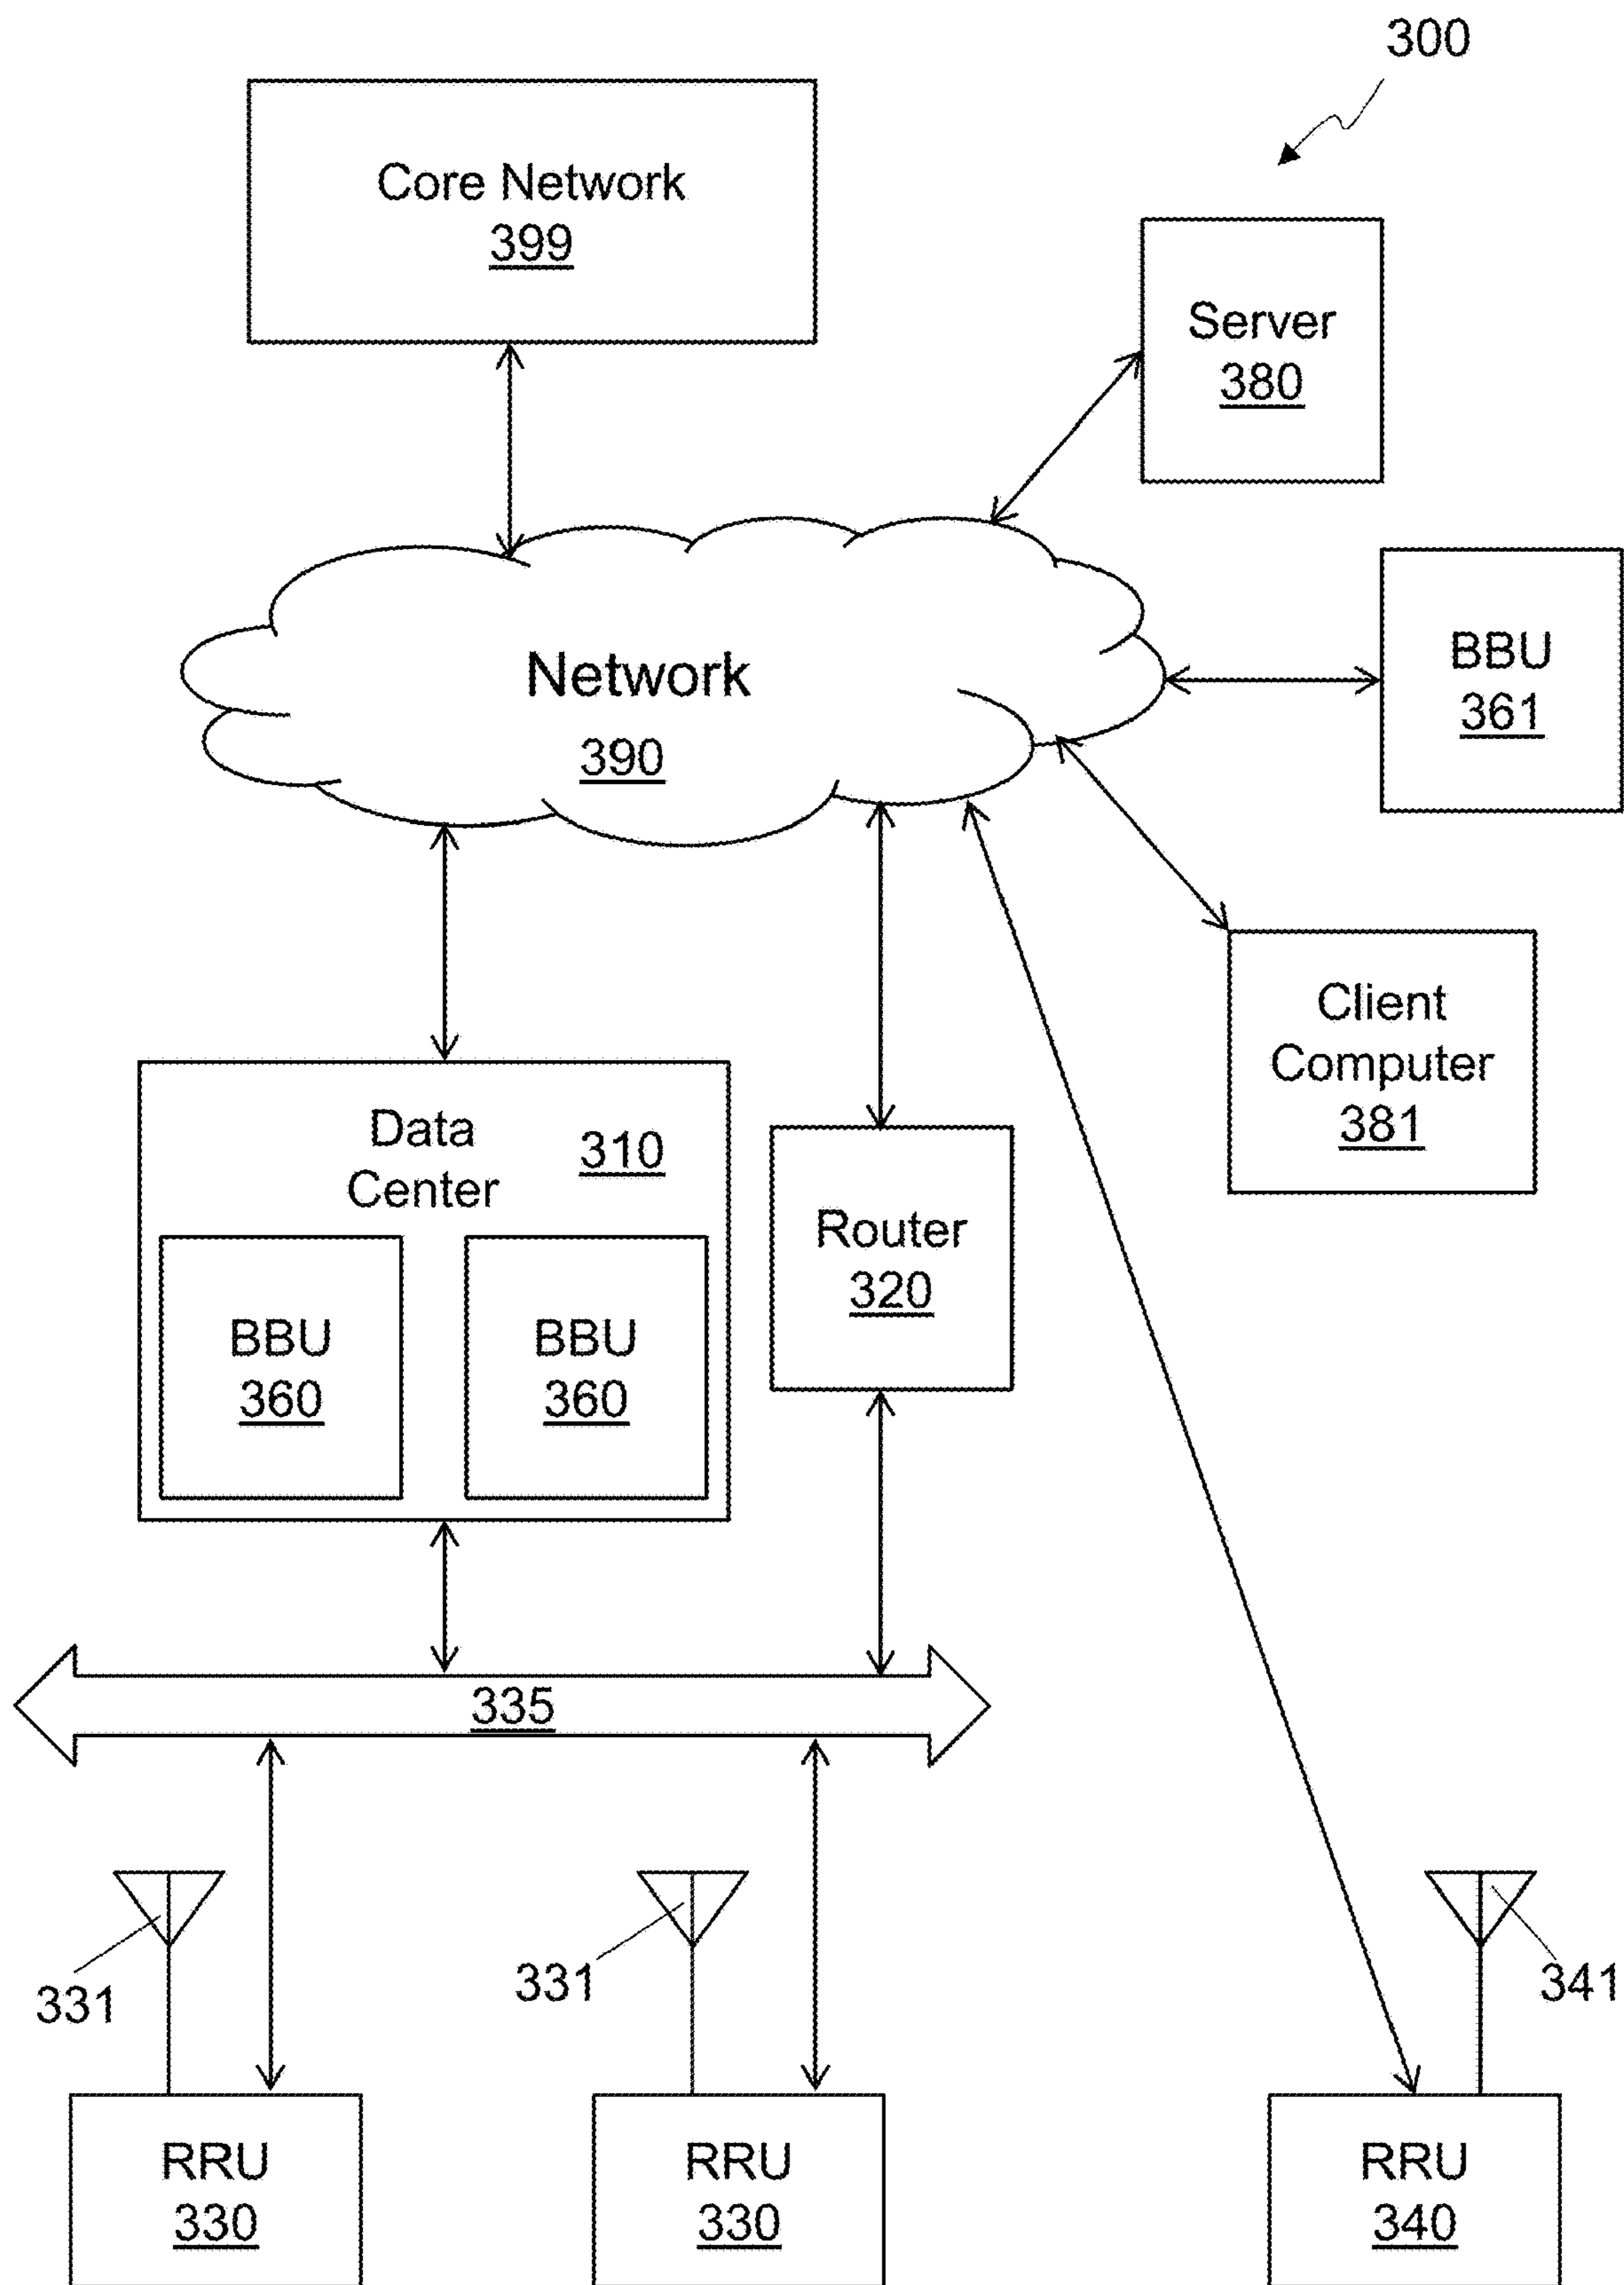 300
Core Network
399
Server
380
Network
390
BBU
361
Client
Computer
381
Data
Center
310
Router
320
BBU
360
BBU
360
335
331
331
341
RRU
330
RRU
330
RRU
340